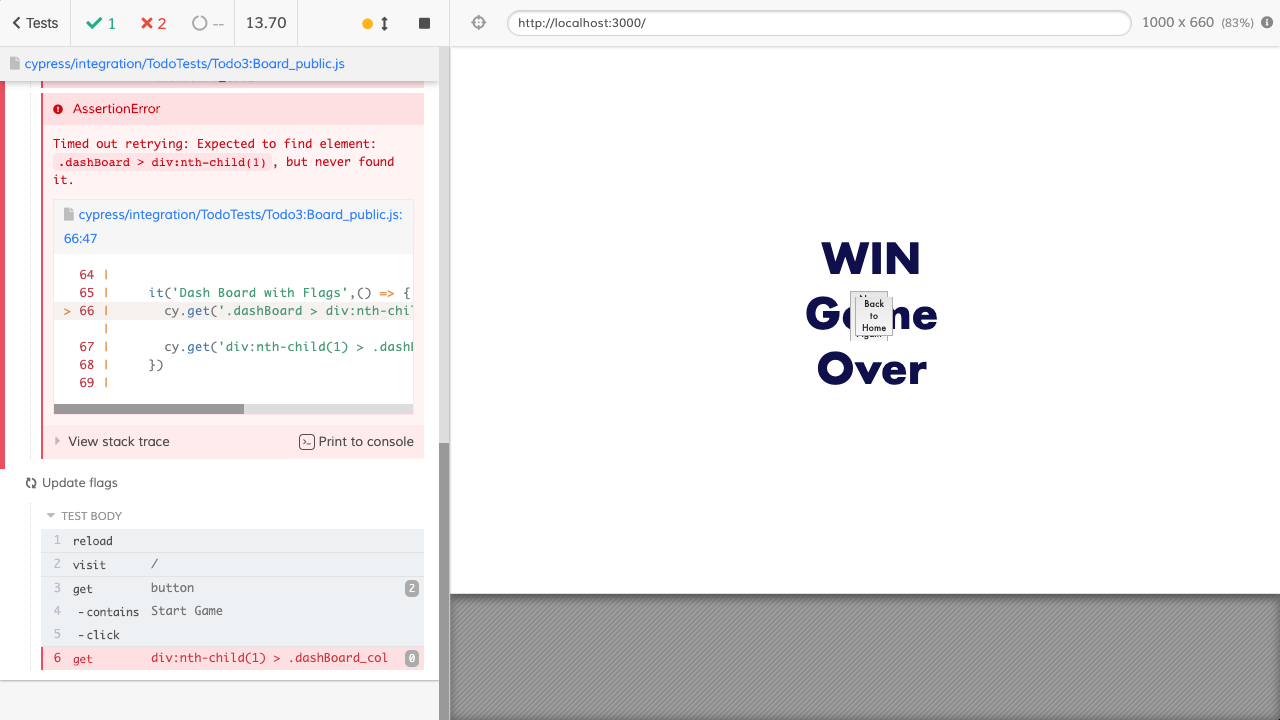 Tests
1
2
--
13.70
http://localhost:3000/
1000 x 660 (83%)
cypress/integration/TodoTests/Todo3:Board_public.js
AssertionError
Timed out retrying: Expected to find element:
.dashBoard > div:nth-child(1), but never found
it.
cypress/integration/TodoTests/Todo3:Board_public.js:
66:47
64 |
65 | it('Dash Board with Flags',() => {
> 66 | cy.get('.dashBoard > div:nth-chi
|
67 | cy.get('div:nth-child(1) > .dash
68 | })
69 |
View stack trace
Print to console
Update flags
TEST BODY
1 reload
2 visit /
3 get button 2
4 -contains Start Game
5 -click
6 get div:nth-child(1) > .dashBoard_col 0
WIN
Game
Over
Back
to
Home